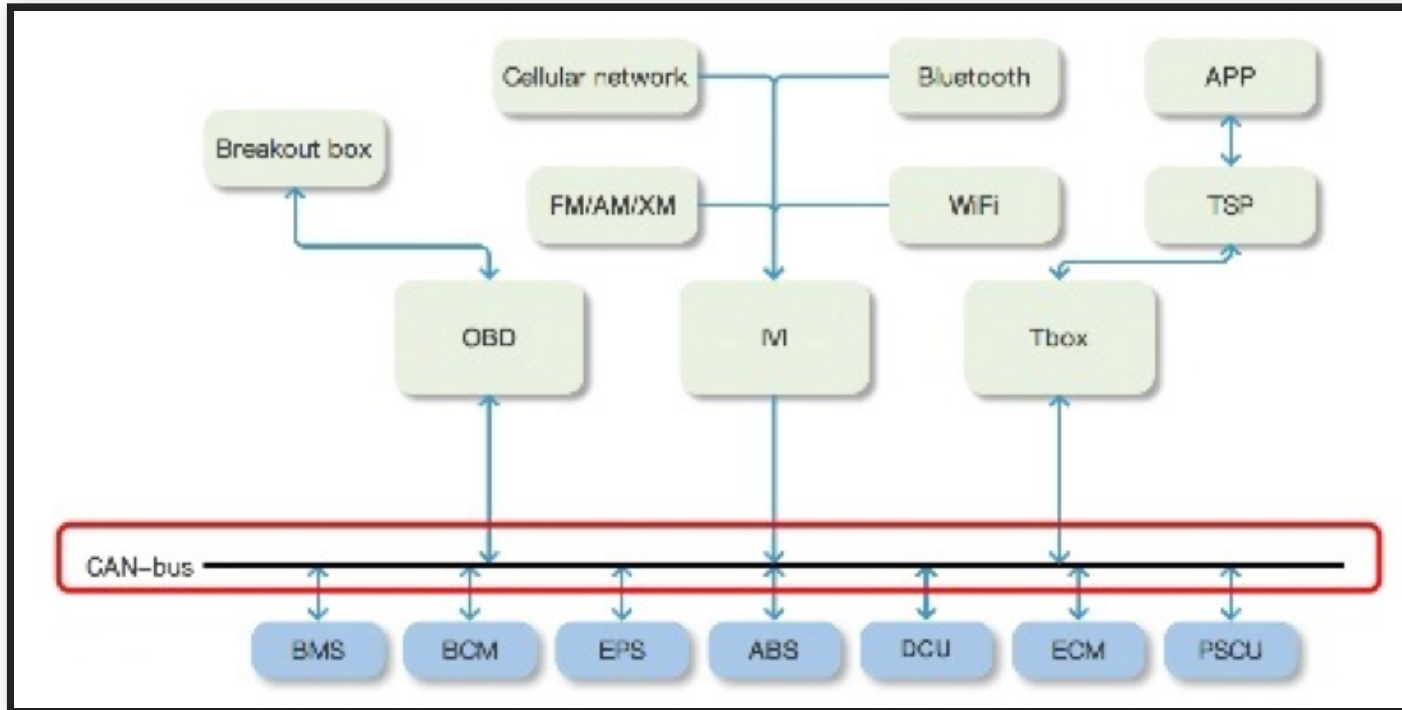 Cellular network
Bluetooth
APP
Breakout box
FM/AM/XM
WiFi
TSP
OBD
IVI
Tbox
CAN-bus
BMS
BCM
EPS
ABS
DCU
ECM
PSCU